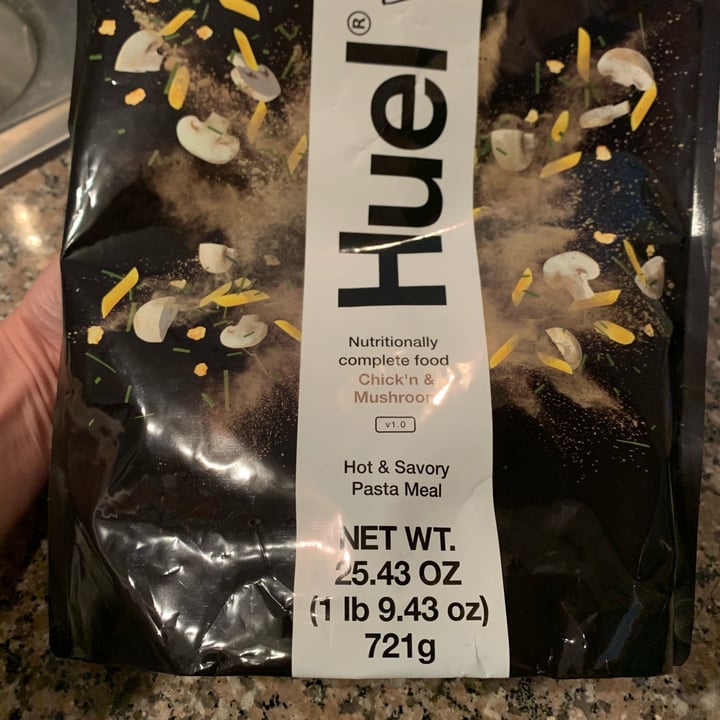 Huel®
Nutritionally
complete food
Chick'n &
Mushroom
v1.0
Hot & Savory
Pasta Meal
NET WT.
25.43 OZ
(1 lb 9.43 oz)
721g